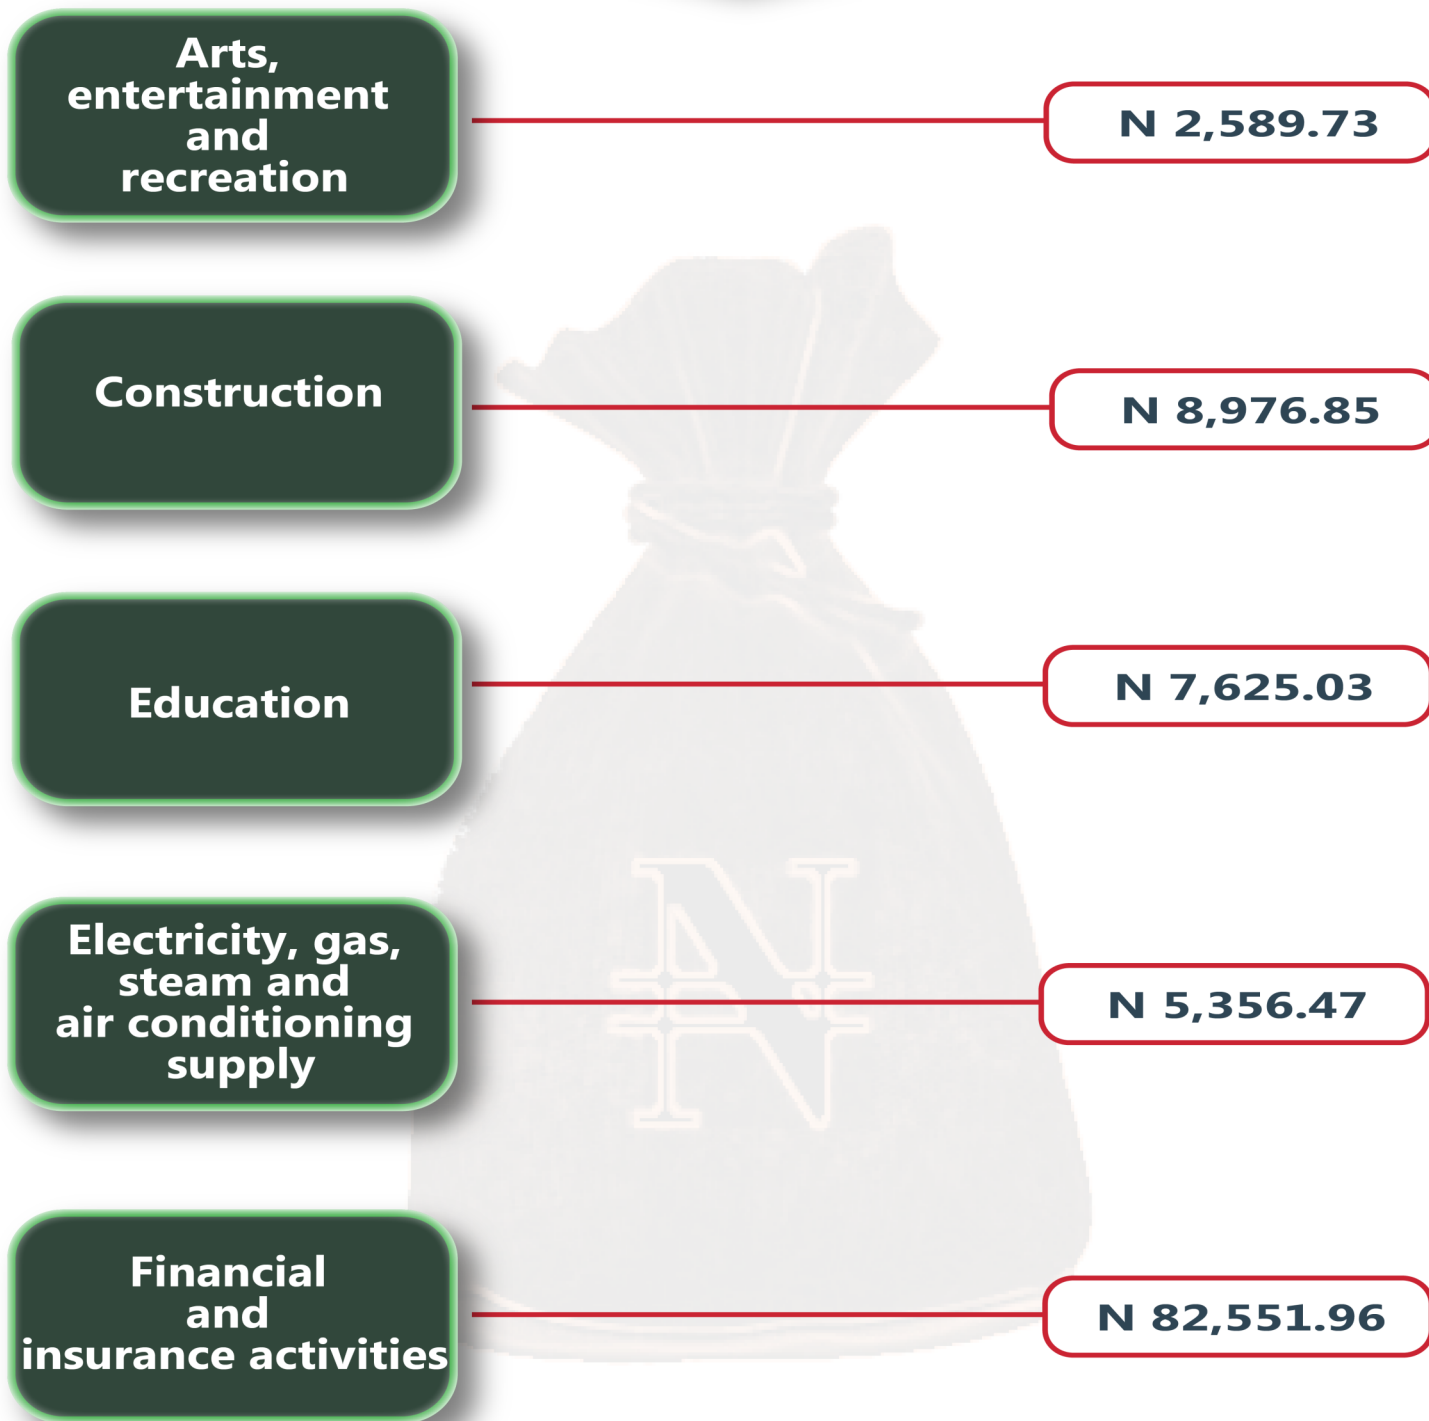 Arts,
entertainment
and
recreation
N 2,589.73
Construction
N 8,976.85
Education
N 7,625.03
Electricity, gas,
steam and
air conditioning
supply
N 5,356.47
Financial
and
insurance activities
N 82,551.96
₦